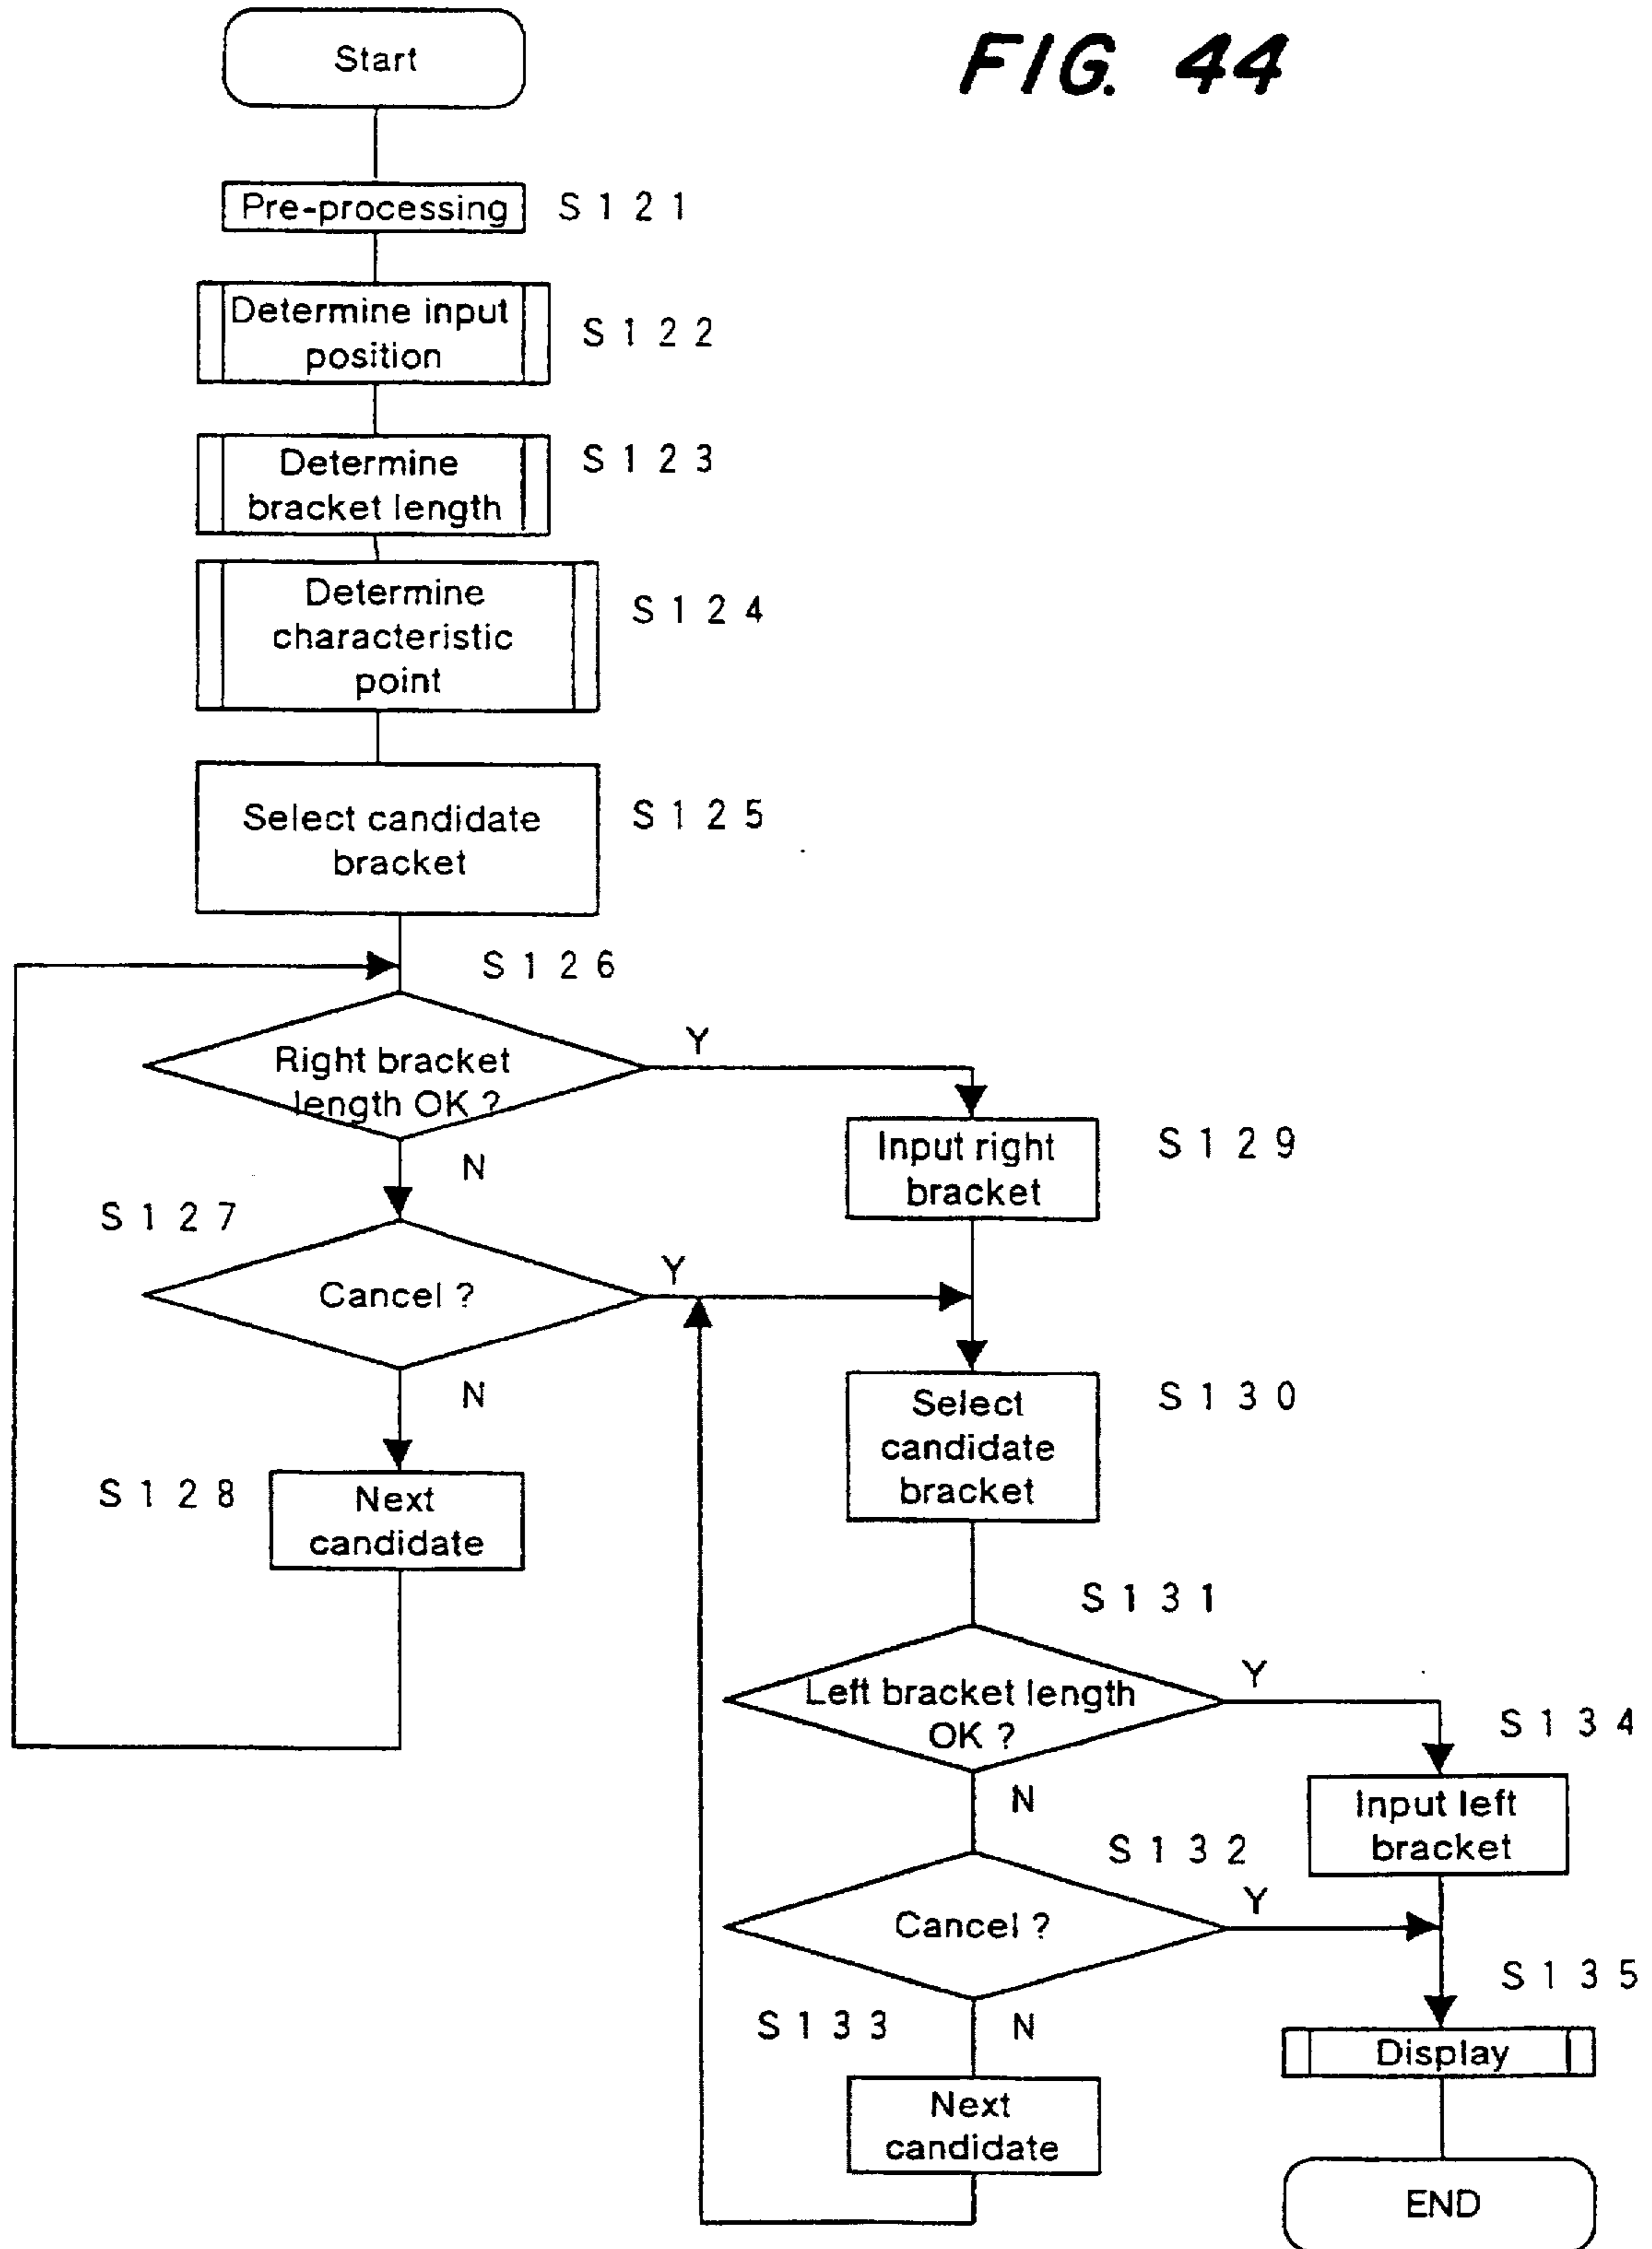 FIG. 44
Start
Pre-processing
S121
Determine input
position
S122
Determine
bracket length
S123
Determine
characteristic
point
S124
Select candidate
bracket
S125
S126
Right bracket
length OK ?
Y
N
Input right
bracket
S129
S127
Cancel ?
Y
N
S128
Next
candidate
Select
candidate
bracket
S130
S131
Left bracket length
OK ?
Y
N
S134
Input left
bracket
S132
Cancel ?
Y
N
S133
Next
candidate
S135
Display
END